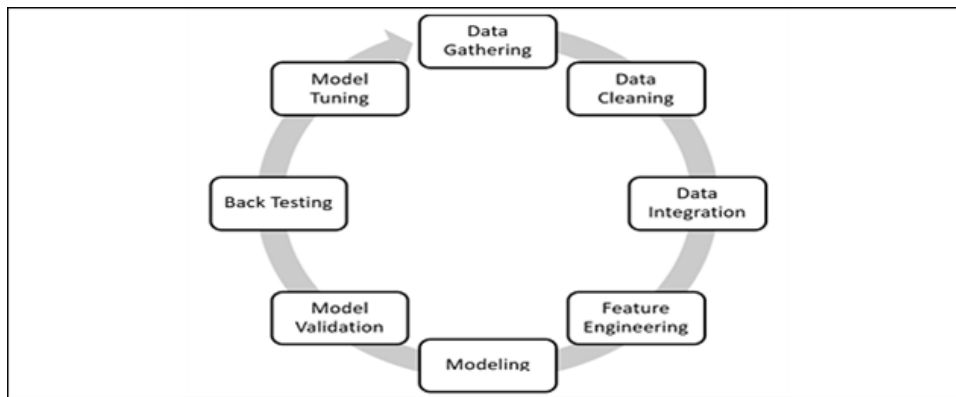 Data
Gathering
Data
Cleaning
Data
Integration
Feature
Engineering
Modeling
Model
Validation
Back Testing
Model
Tuning